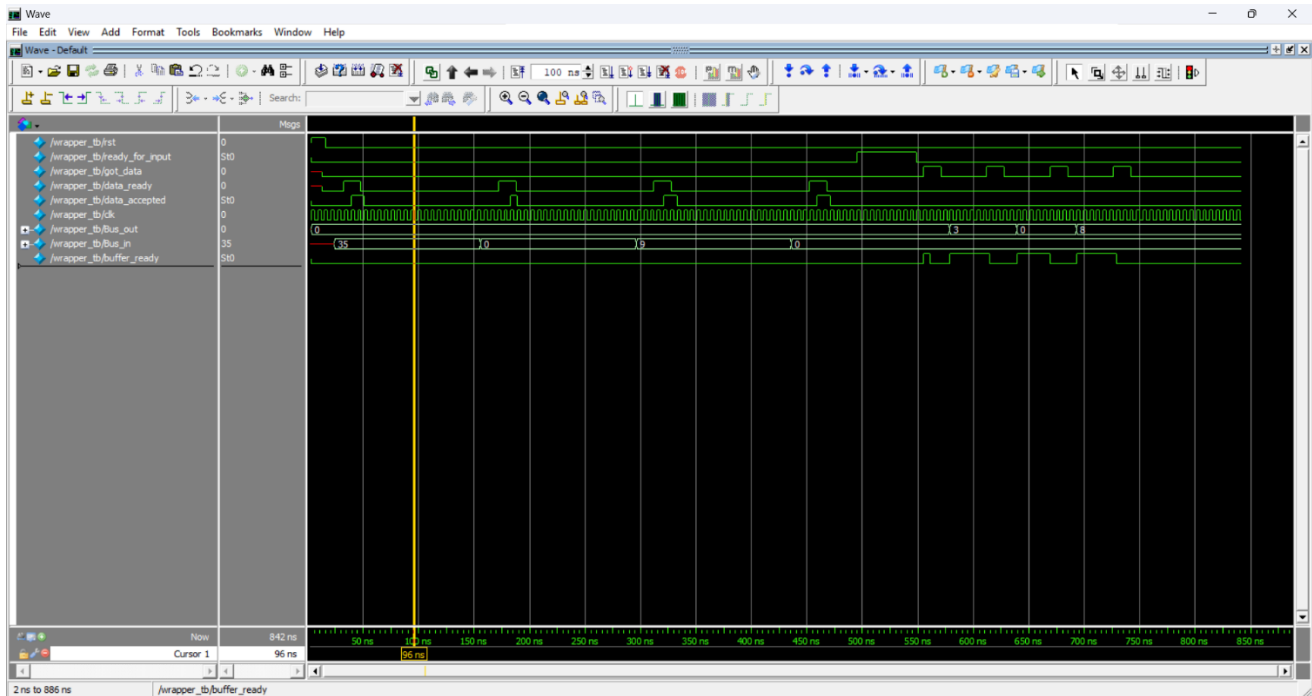 Wave
File Edit View Add Format Tools Bookmarks Window Help
Wave - Default
100 ns
Search:
Msgs
/wrapper_tb/rst 0
/wrapper_tb/ready_for_input St0
/wrapper_tb/got_data 0
/wrapper_tb/data_ready 0
/wrapper_tb/data_accepted St0
/wrapper_tb/clk 0
/wrapper_tb/Bus_out 0 0 3 0 8
/wrapper_tb/Bus_in 35 35 0 9 0
/wrapper_tb/buffer_ready St0
Now 842 ns 50 ns 100 ns 150 ns 200 ns 250 ns 300 ns 350 ns 400 ns 450 ns 500 ns 550 ns 600 ns 650 ns 700 ns 750 ns 800 ns 850 ns
Cursor 1 96 ns 96 ns
2 ns to 886 ns /wrapper_tb/buffer_ready